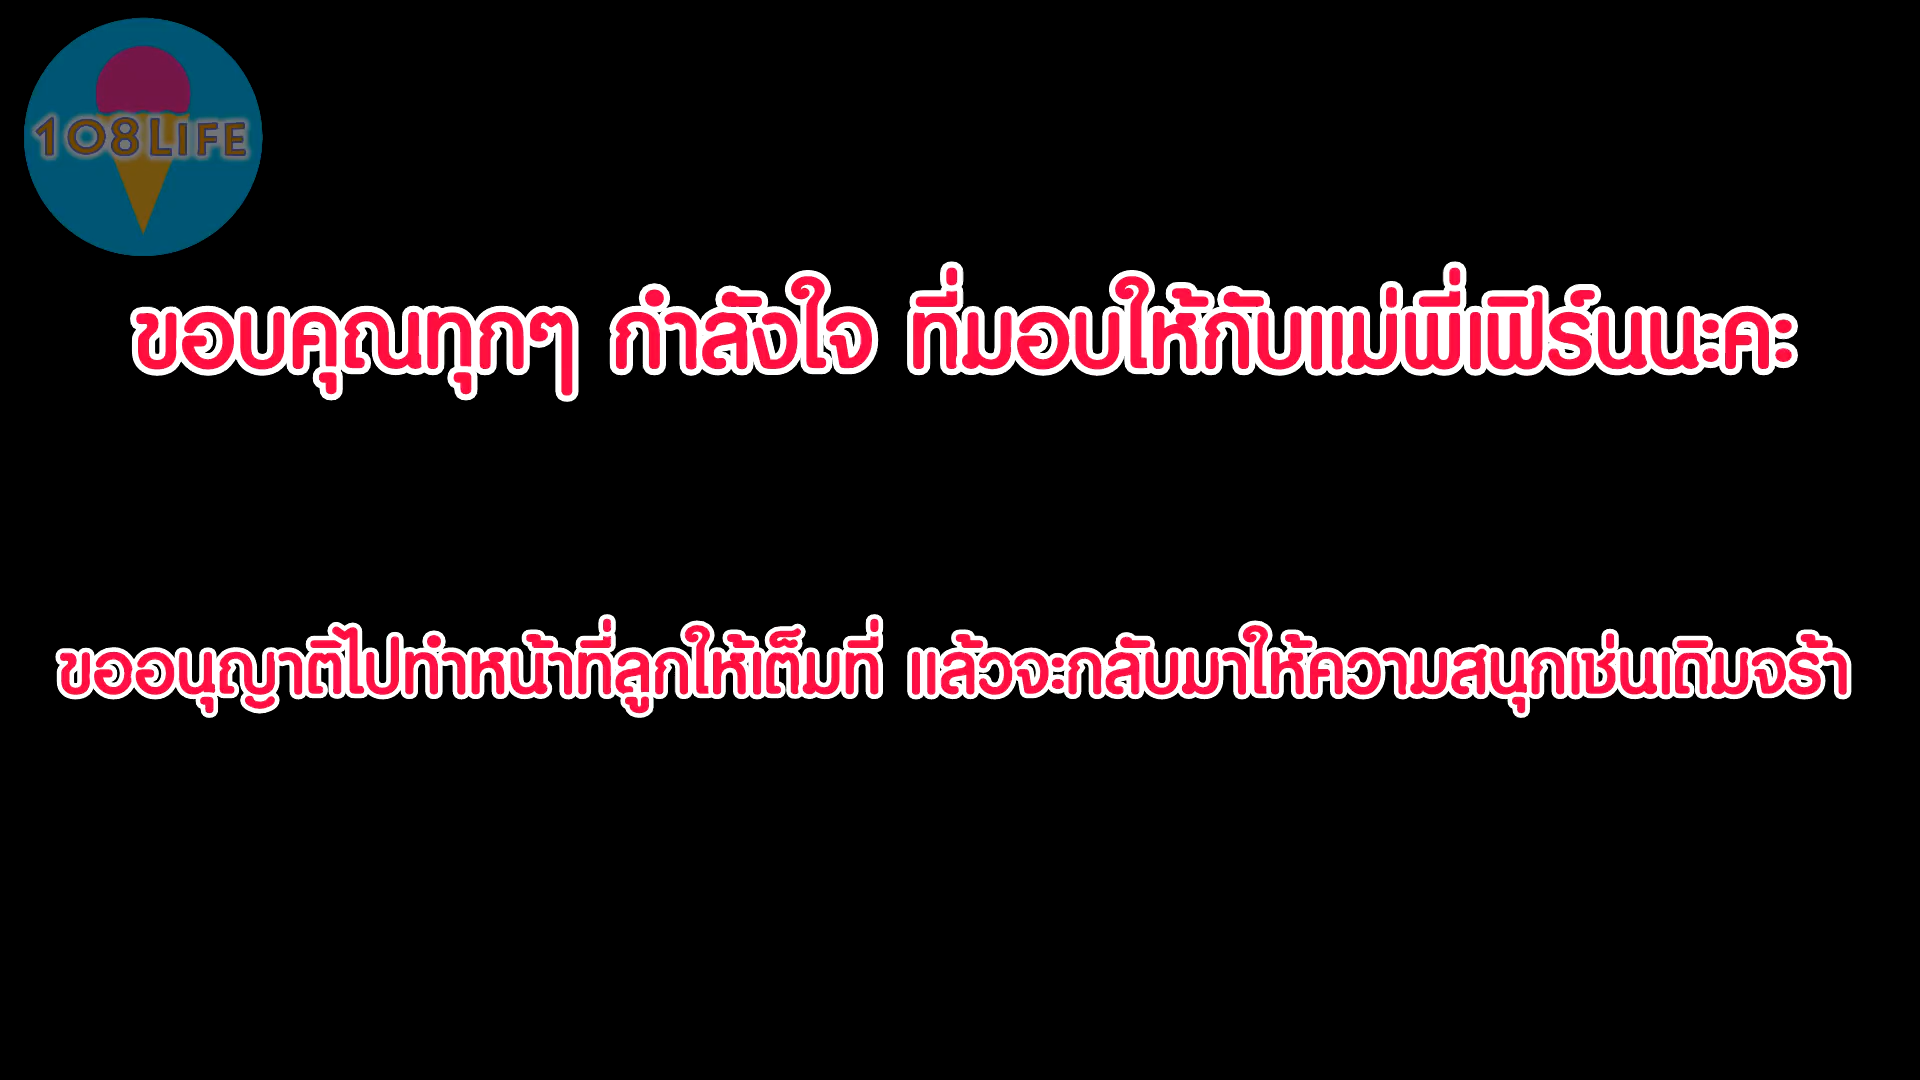 108LIFE
ขอบคุณทุกๆ กำลังใจ ที่มอบให้กับแม่พี่เฟิร์นนะคะ
ขออนุญาติไปทำหน้าที่ลูกให้เต็มที่ แล้วจะกลับมาให้ความสนุกเช่นเดิมจร้า